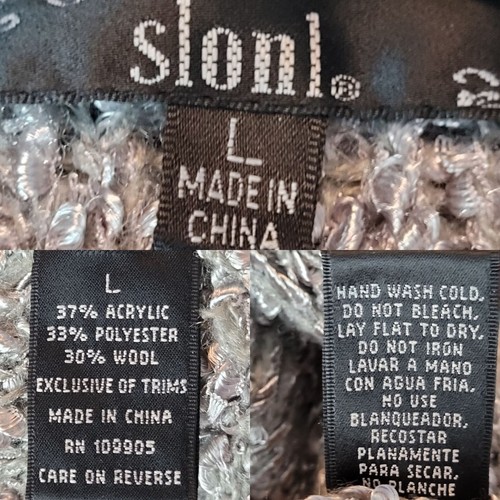 slonl®
L
MADE IN
CHINA
L
37% ACRYLIC
33% POLYESTER
30% WOOL
EXCLUSIVE OF TRIMS
MADE IN CHINA
RN 109905
CARE ON REVERSE
HAND WASH COLD,
DO NOT BLEACH,
LAY FLAT TO DRY,
DO NOT IRON
LAVAR A MANO
CON AGUA FRIA,
NO USE
BLANQUEADOR,
RECOSTAR
PLANAMENTE
PARA SECAR,
NO PLANCHE